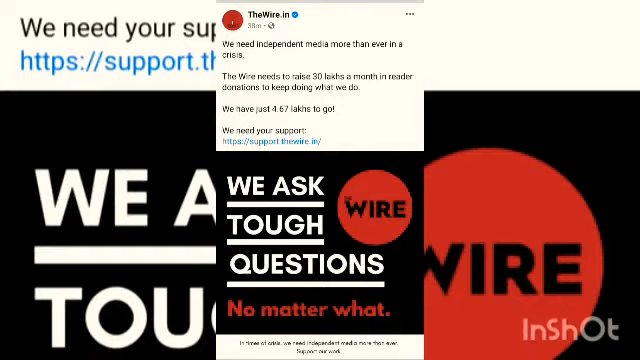 We need your sup
https://support.th
TheWire.in
38m
We need independent media more than ever in a
crisis.
The Wire needs to raise 30 lakhs a month in reader
donations to keep doing what we do.
We have just 4.67 lakhs to go!
We need your support:
https://support.thewire.in/
WE ASK
TOUGH
QUESTIONS
THE WIRE
No matter what.
In times of crisis, we need independent media more than ever.
Support our work.
WE A
TOUG
WIRE
InShOt